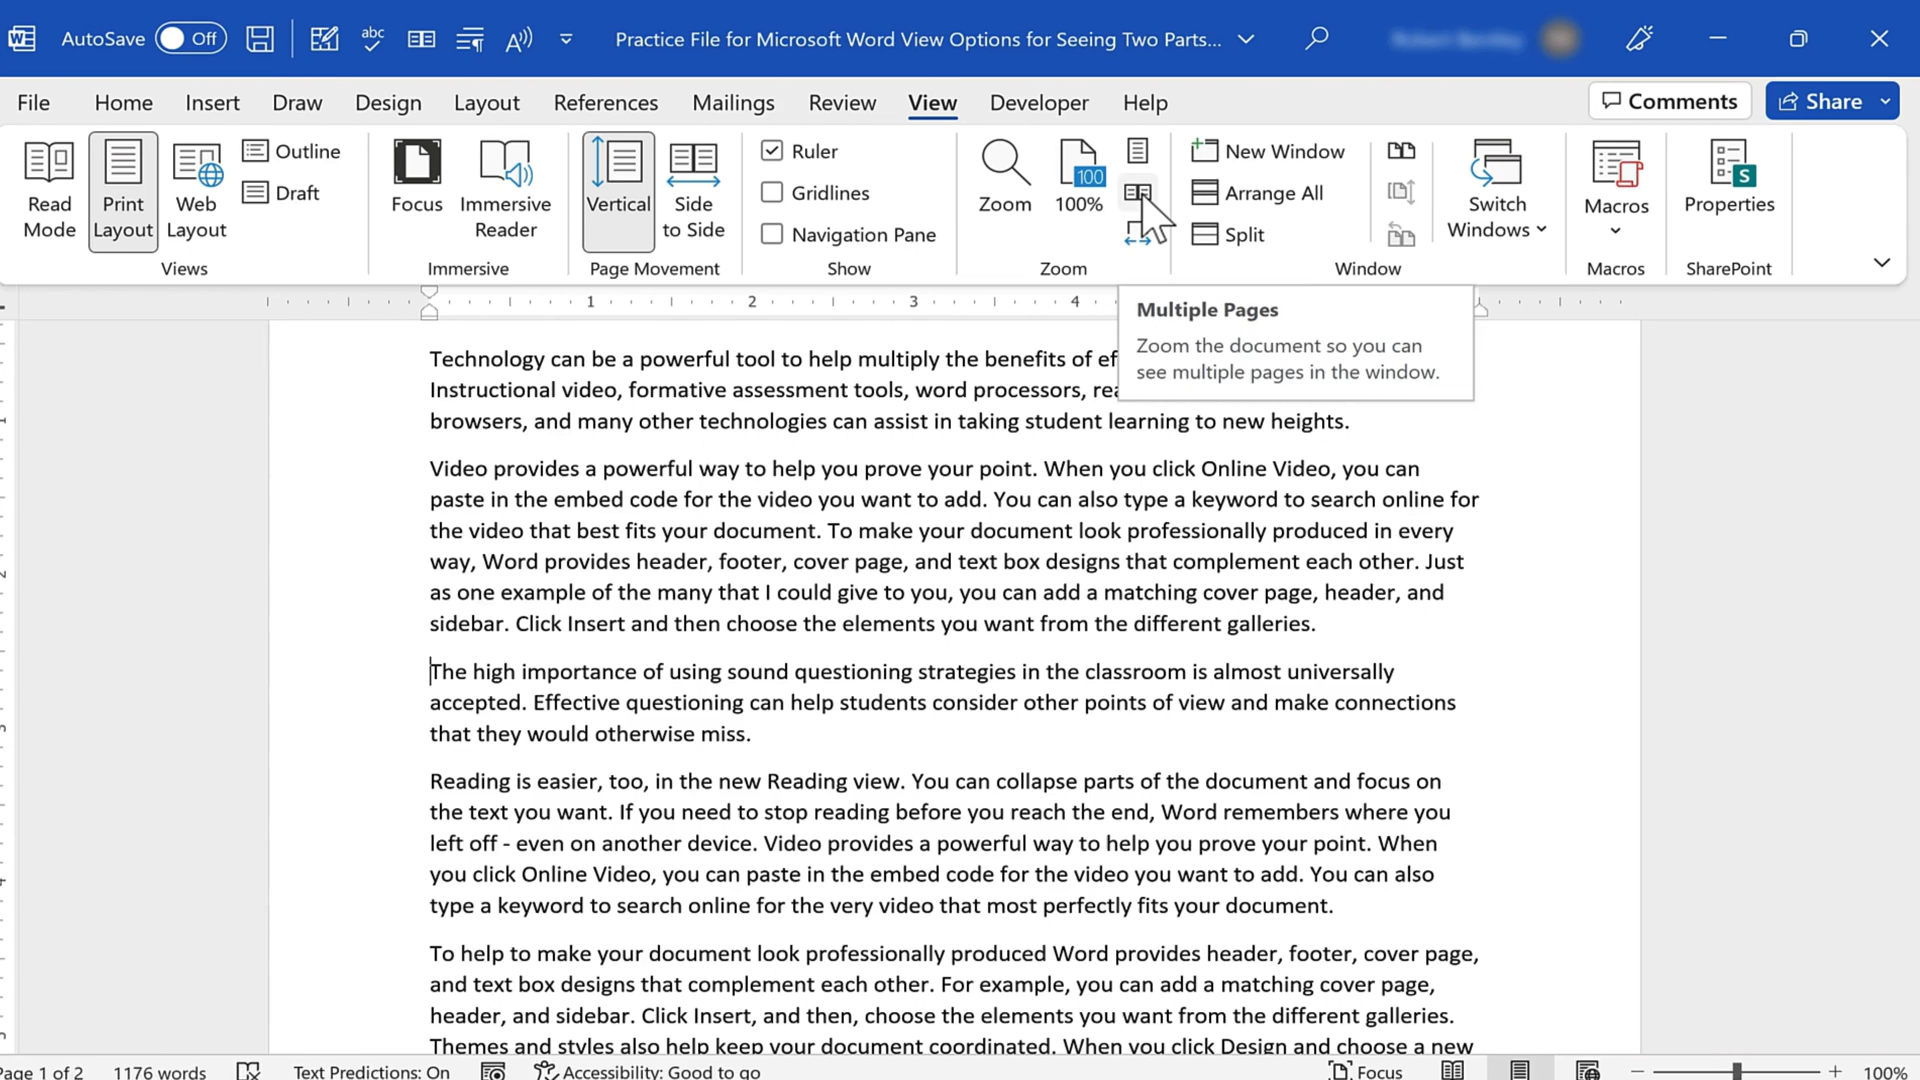 AutoSave Off abc Practice File for Microsoft Word View Options for Seeing Two Parts...
File Home Insert Draw Design Layout References Mailings Review View Developer Help Comments Share
Read Mode Print Layout Web Layout Outline Draft
Views
Focus Immersive Reader
Immersive
Vertical Side to Side
Page Movement
Ruler
Gridlines
Navigation Pane
Show
Zoom 100 100%
Zoom
New Window
Arrange All
Split
Switch Windows
Window
Macros
Macros
S
Properties
SharePoint
1 2 3 4
Multiple Pages
Zoom the document so you can
see multiple pages in the window.
Technology can be a powerful tool to help multiply the benefits of
Instructional video, formative assessment tools, word processors,
browsers, and many other technologies can assist in taking student learning to new heights.
Video provides a powerful way to help you prove your point. When you click Online Video, you can
paste in the embed code for the video you want to add. You can also type a keyword to search online for
the video that best fits your document. To make your document look professionally produced in every
way, Word provides header, footer, cover page, and text box designs that complement each other. Just
as one example of the many that I could give to you, you can add a matching cover page, header, and
sidebar. Click Insert and then choose the elements you want from the different galleries.
The high importance of using sound questioning strategies in the classroom is almost universally
accepted. Effective questioning can help students consider other points of view and make connections
that they would otherwise miss.
Reading is easier, too, in the new Reading view. You can collapse parts of the document and focus on
the text you want. If you need to stop reading before you reach the end, Word remembers where you
left off - even on another device. Video provides a powerful way to help you prove your point. When
you click Online Video, you can paste in the embed code for the video you want to add. You can also
type a keyword to search online for the very video that most perfectly fits your document.
To help to make your document look professionally produced Word provides header, footer, cover page,
and text box designs that complement each other. For example, you can add a matching cover page,
header, and sidebar. Click Insert, and then, choose the elements you want from the different galleries.
Themes and styles also help keep your document coordinated. When you click Design and choose a new
Page 1 of 2 1176 words Text Predictions: On Accessibility: Good to go Focus 100%